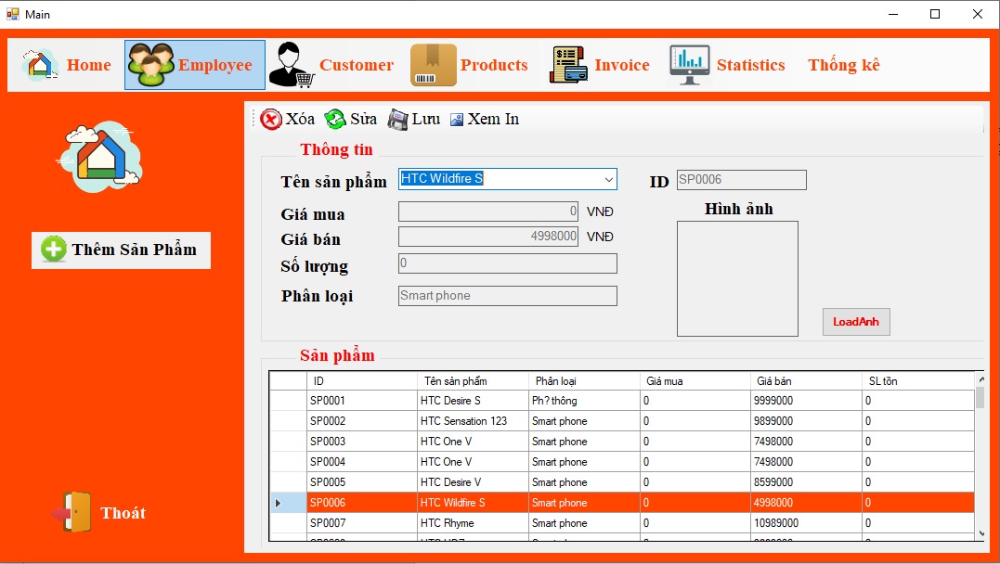 Main
Home Employee Customer Products Invoice Statistics Thống kê
Xóa Sửa Lưu Xem In
Thông tin
Tên sản phẩm HTC Wildfire S ID SP0006
Giá mua 0 VNĐ Hình ảnh
Giá bán 4998000 VNĐ
Thêm Sản Phẩm
Số lượng 0
Phân loại Smart phone
LoadAnh
Sản phẩm
ID Tên sản phẩm Phân loại Giá mua Giá bán SL tồn
SP0001 HTC Desire S Ph? thông 0 9999000 0
SP0002 HTC Sensation 123 Smart phone 0 9899000 0
SP0003 HTC One V Smart phone 0 7498000 0
SP0004 HTC One V Smart phone 0 7498000 0
SP0005 HTC Desire V Smart phone 0 8599000 0
SP0006 HTC Wildfire S Smart phone 0 4998000 0
Thoát
SP0007 HTC Rhyme Smart phone 0 10989000 0